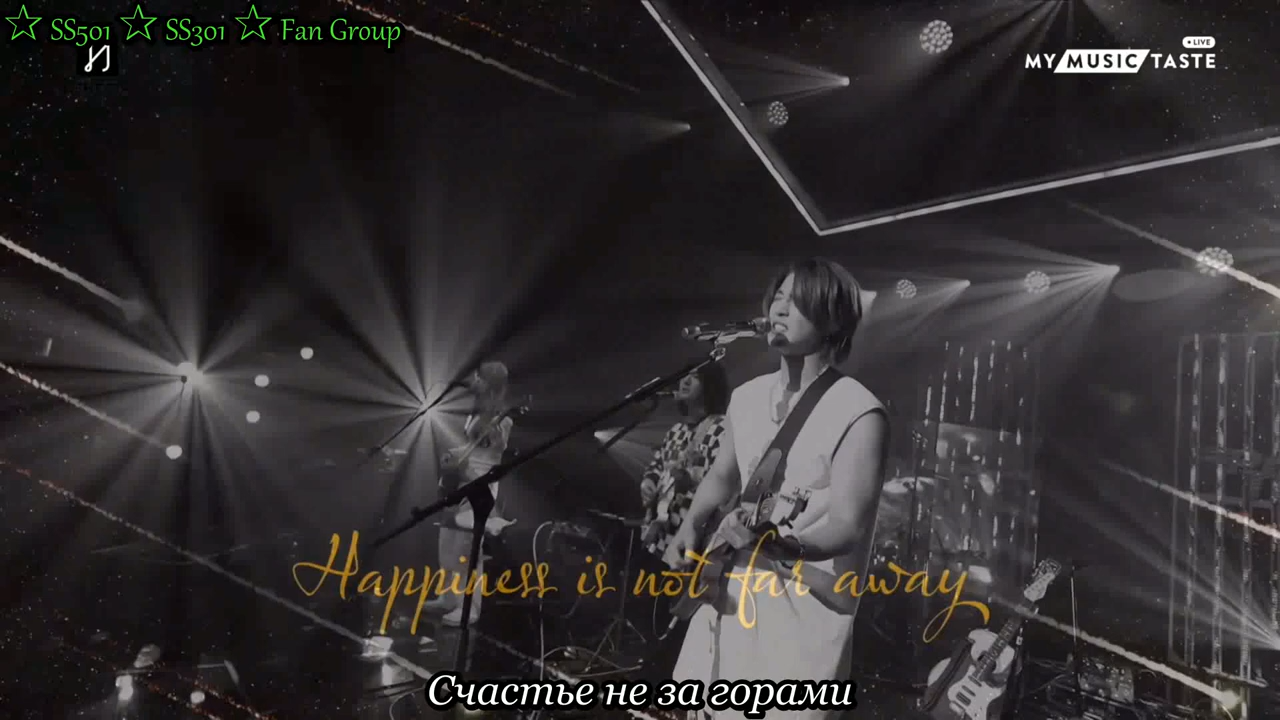 ☆ SS501 ☆ SS301 ☆ Fan Group
LIVE
MY MUSIC TASTE
Happiness is not far away
Счастье не за горами